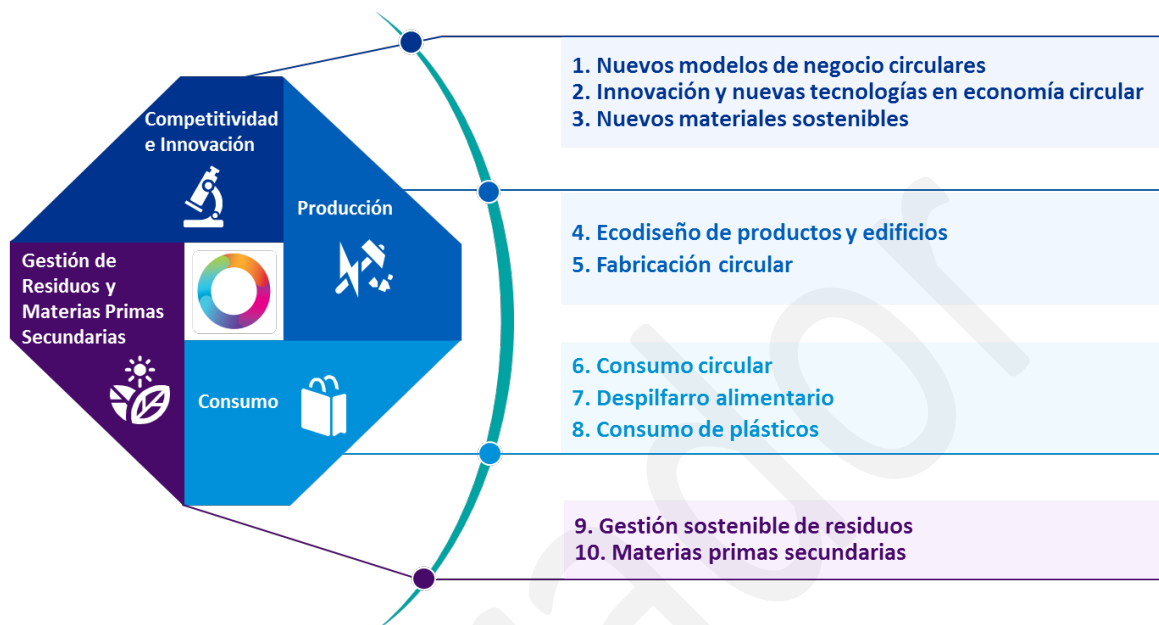 Competitividad
e Innovación
Producción
Gestión de
Residuos y
Materias Primas
Secundarias
Consumo
1. Nuevos modelos de negocio circulares
2. Innovación y nuevas tecnologías en economía circular
3. Nuevos materiales sostenibles
4. Ecodiseño de productos y edificios
5. Fabricación circular
6. Consumo circular
7. Despilfarro alimentario
8. Consumo de plásticos
9. Gestión sostenible de residuos
10. Materias primas secundarias
ador